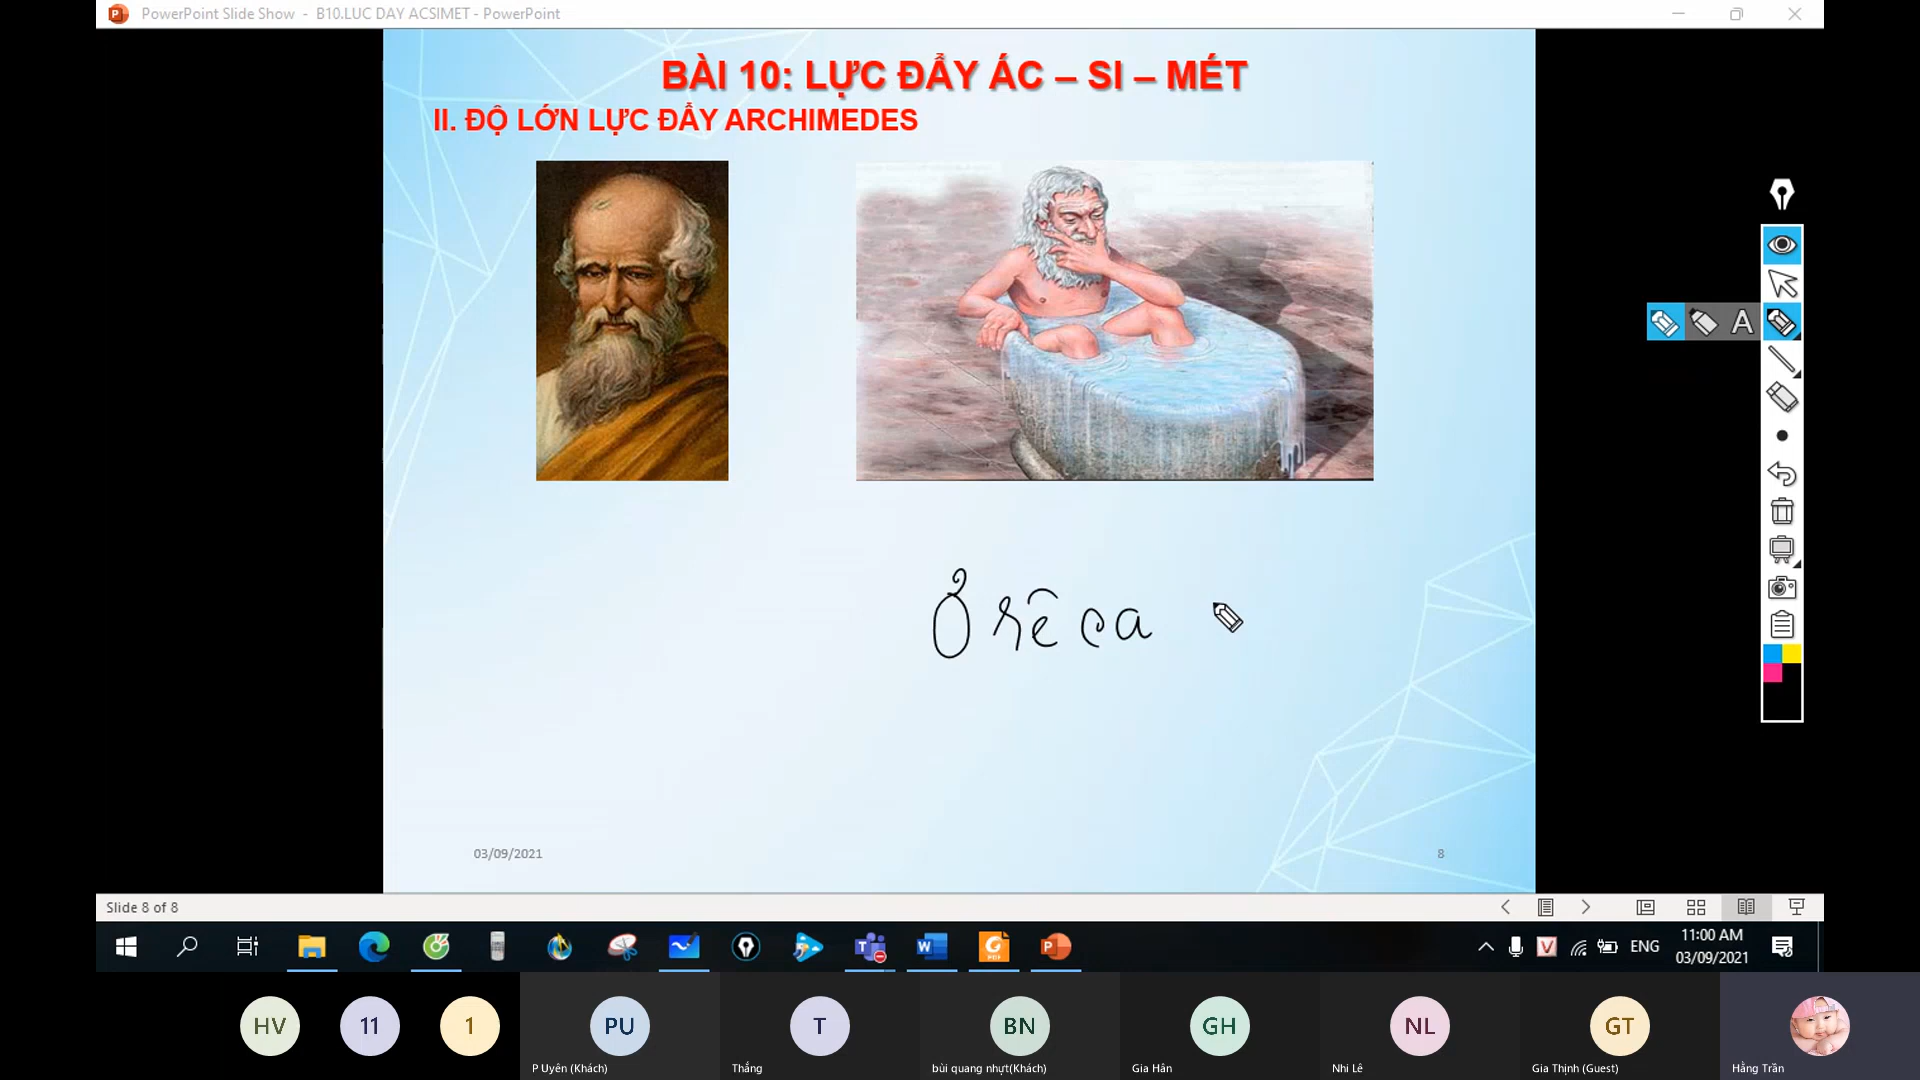 PowerPoint Slide Show - B10.LUC DAY ACSIMET - PowerPoint
BÀI 10: LỰC ĐẨY ÁC – SI – MÉT
II. ĐỘ LỚN LỰC ĐẨY ARCHIMEDES
A
Ở rê ca
03/09/2021
8
Slide 8 of 8
ENG
11:00 AM
03/09/2021
HV
11
1
PU
T
BN
GH
NL
GT
P Uyên (Khách)
Thắng
bùi quang nhựt(Khách)
Gia Hân
Nhi Lê
Gia Thịnh (Guest)
Hằng Trần